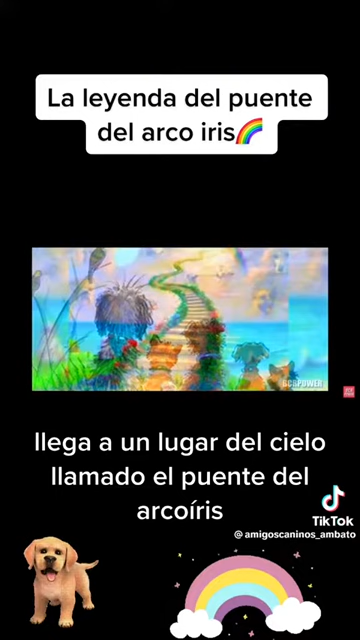 La leyenda del puente
del arco iris🌈
GCBPOWER
llega a un lugar del cielo
llamado el puente del
arcoíris
TikTok
@amigoscaninos_ambato